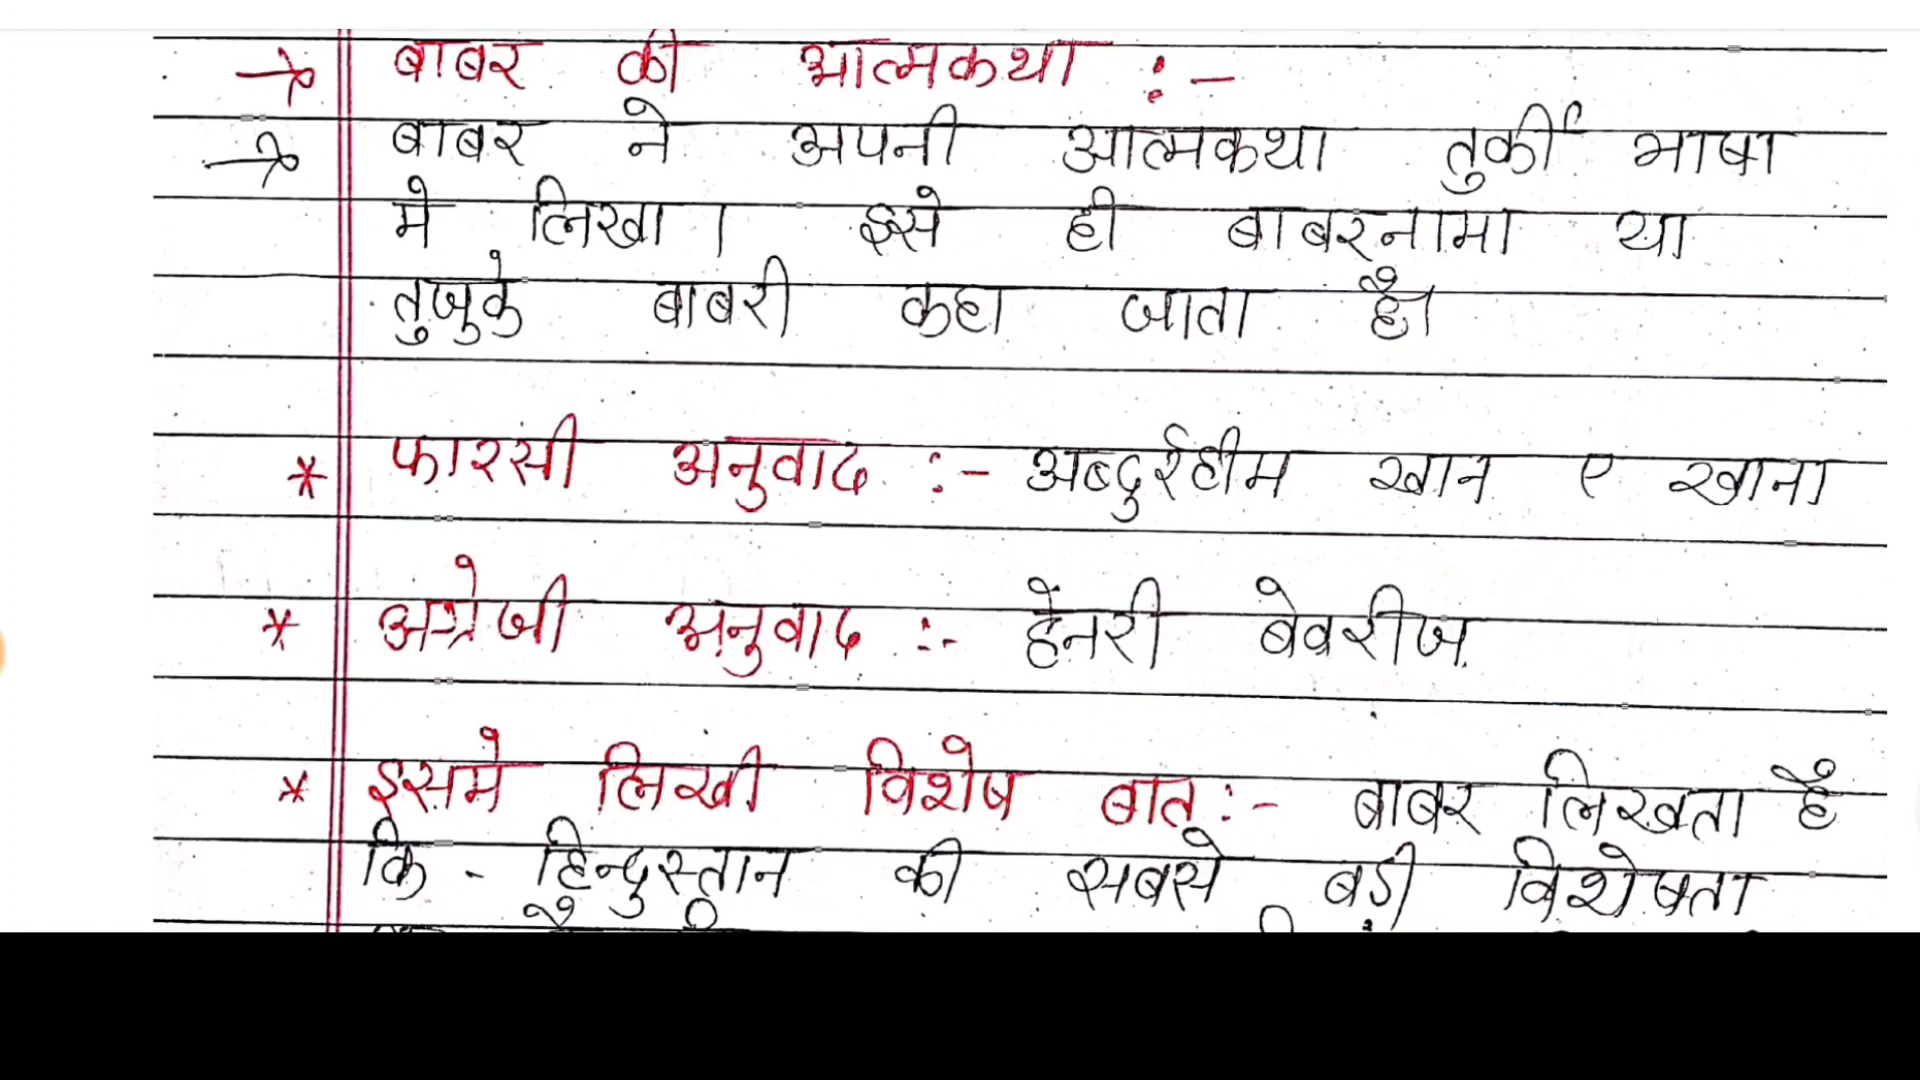 → बाबर की आत्मकथा :-
→ बाबर ने अपनी आत्मकथा तुर्की भाषा
मे लिखा। इसे ही बाबरनामा या
तुजुके बाबरी कहा जाता है।
* फारसी अनुवाद :- अब्दुर्रहीम खान ए खाना
* अग्रेजी अनुवाद :- हेनरी बेवरीज
* इसमे लिखी विशेष बात :- बाबर लिखता है
कि - हिन्दुस्तान की सबसे बड़ी विशेषता